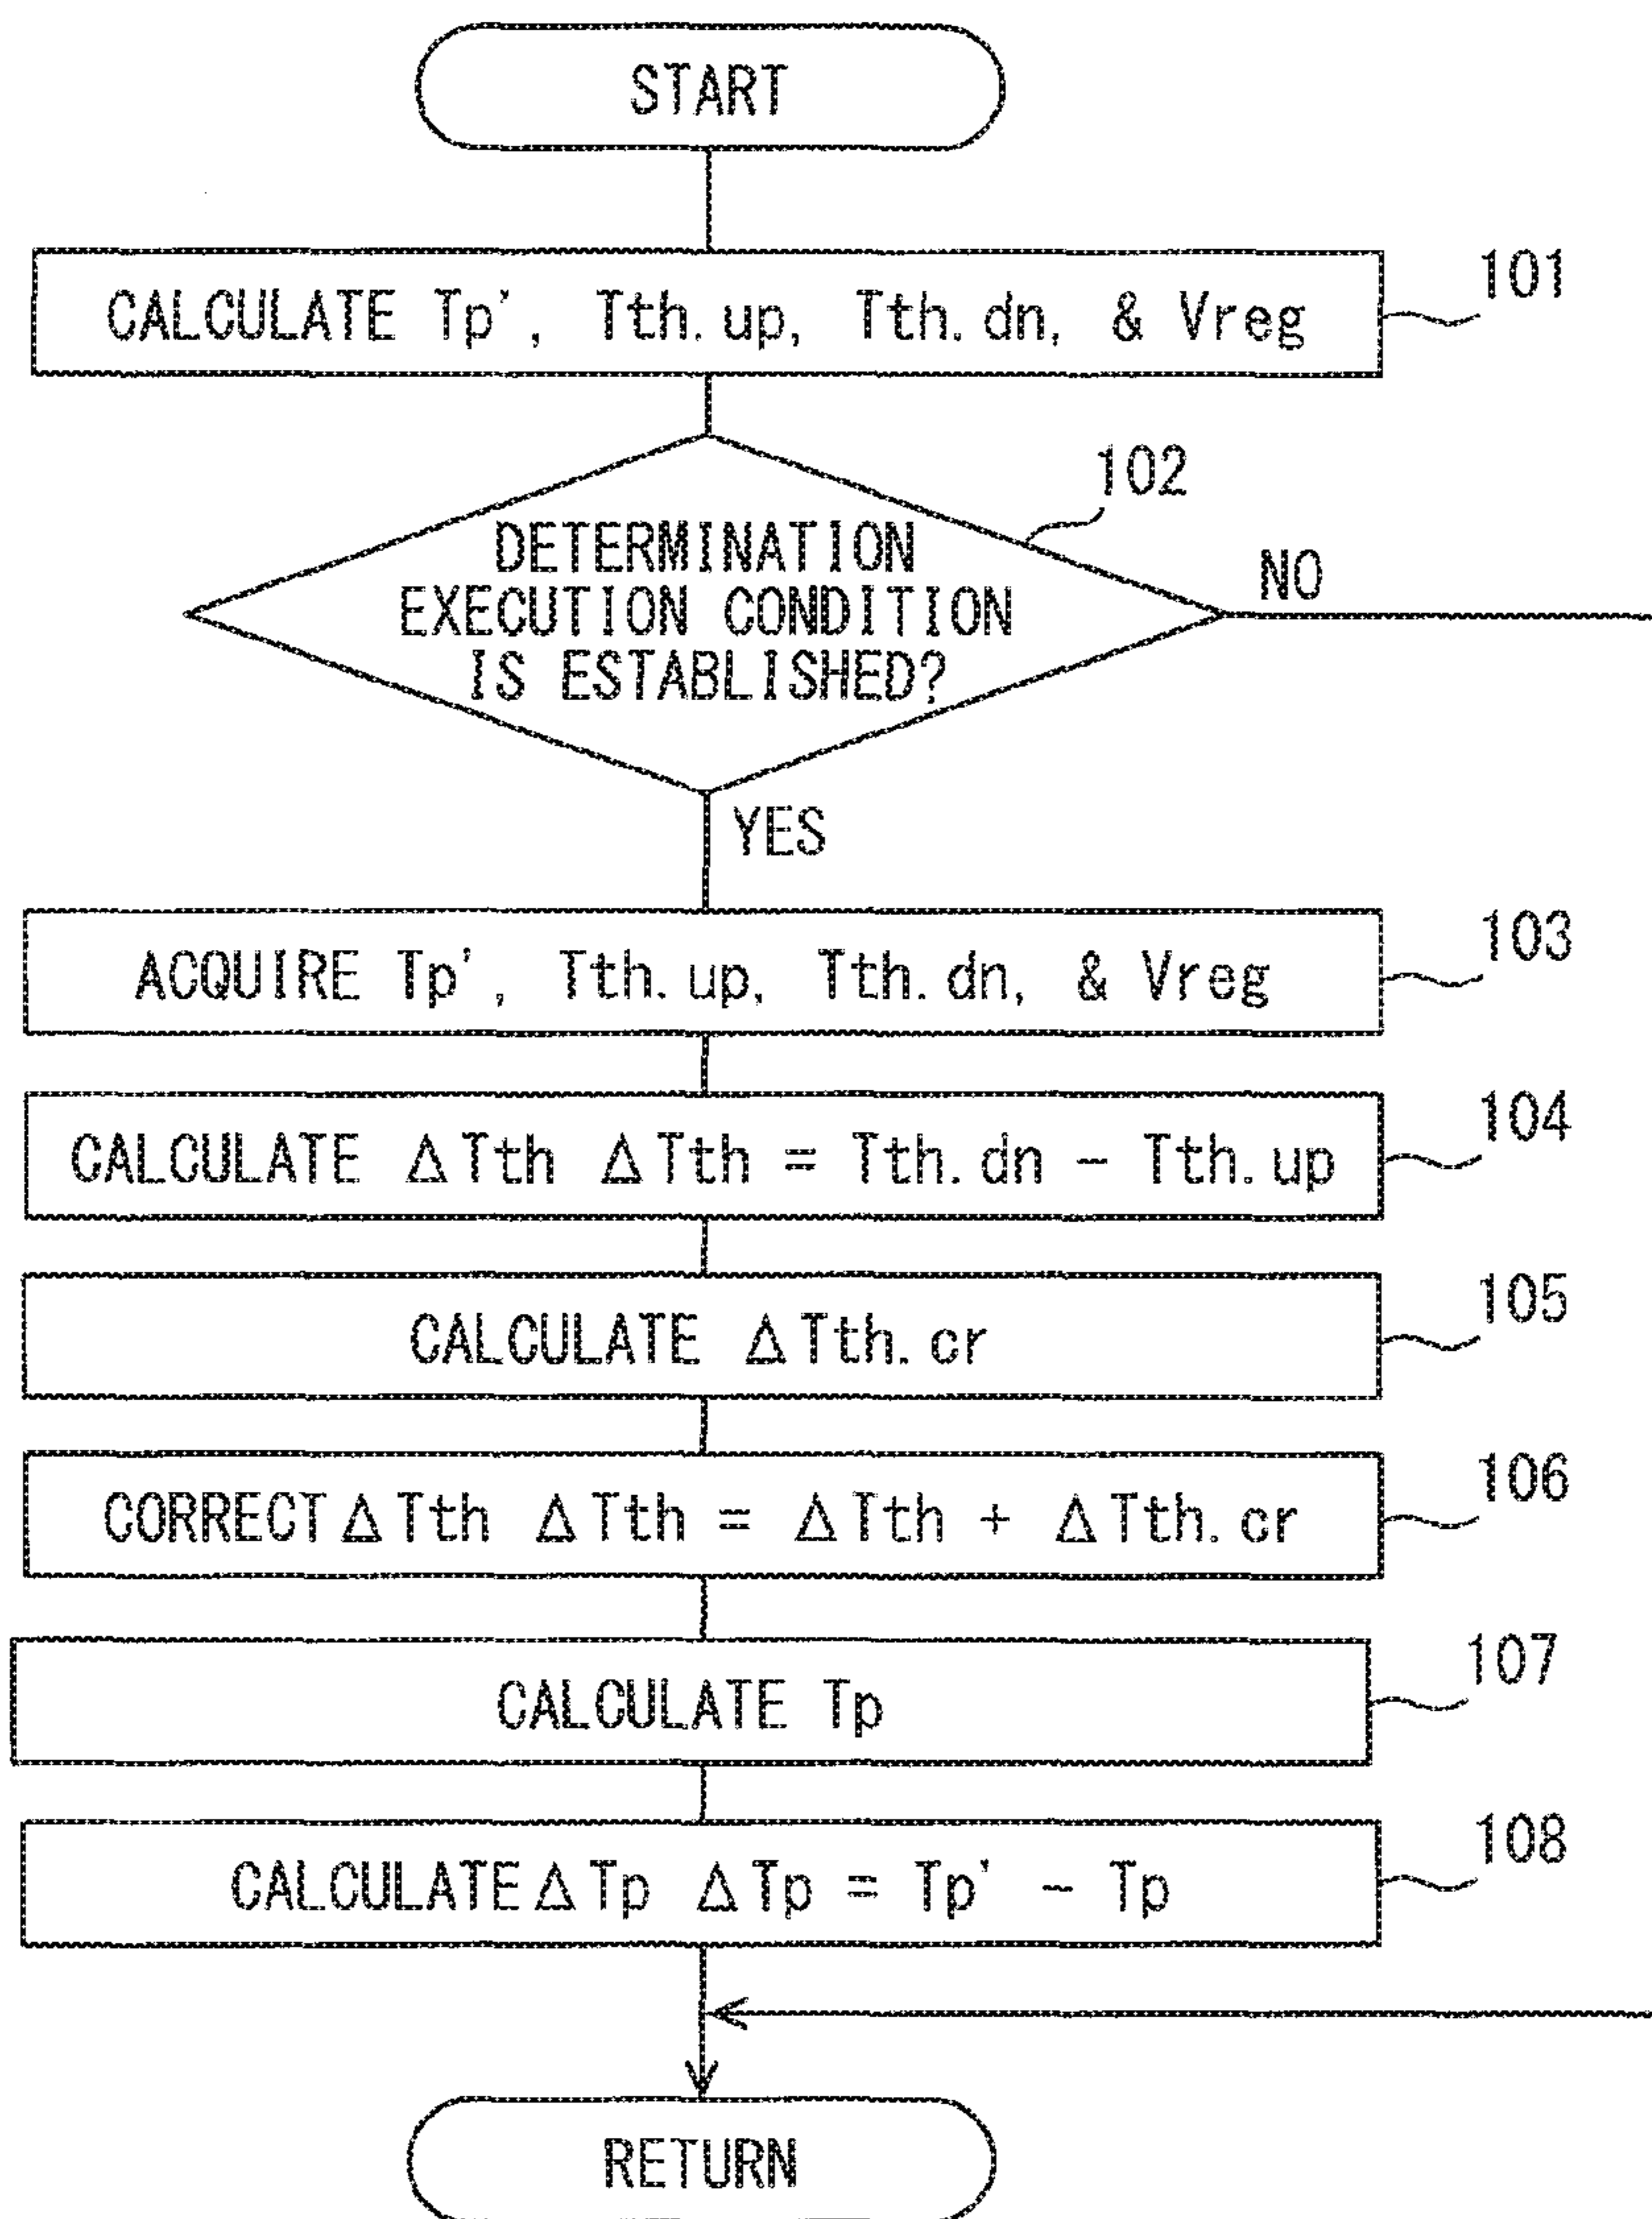 START
CALCULATE Tp', Tth.up, Tth.dn, & Vreg
101
102
DETERMINATION
EXECUTION CONDITION
IS ESTABLISHED?
NO
YES
ACQUIRE Tp', Tth.up, Tth.dn, & Vreg
103
CALCULATE ΔTth ΔTth = Tth.dn - Tth.up
104
CALCULATE ΔTth.cr
105
CORRECT ΔTth ΔTth = ΔTth + ΔTth.cr
106
CALCULATE Tp
107
CALCULATE ΔTp ΔTp = Tp' - Tp
108
RETURN